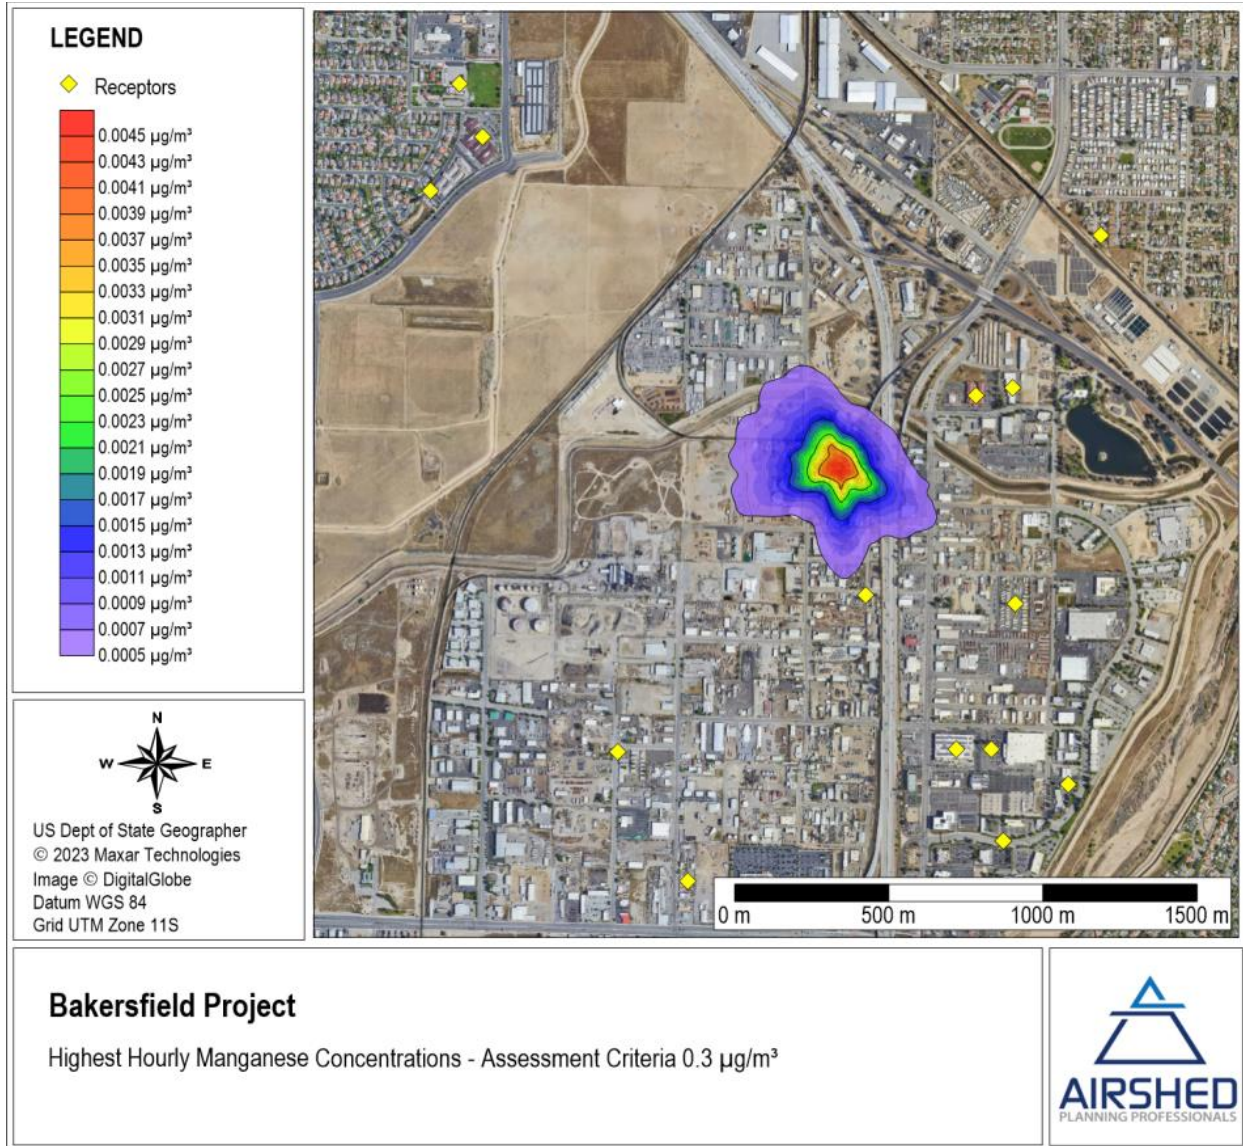 LEGEND
Receptors
0.0045 µg/m³
0.0043 µg/m³
0.0041 µg/m³
0.0039 µg/m³
0.0037 µg/m³
0.0035 µg/m³
0.0033 µg/m³
0.0031 µg/m³
0.0029 µg/m³
0.0027 µg/m³
0.0025 µg/m³
0.0023 µg/m³
0.0021 µg/m³
0.0019 µg/m³
0.0017 µg/m³
0.0015 µg/m³
0.0013 µg/m³
0.0011 µg/m³
0.0009 µg/m³
0.0007 µg/m³
0.0005 µg/m³
N
W E
S
US Dept of State Geographer
© 2023 Maxar Technologies
Image © DigitalGlobe
Datum WGS 84
Grid UTM Zone 11S
0 m 500 m 1000 m 1500 m
Bakersfield Project
Highest Hourly Manganese Concentrations - Assessment Criteria 0.3 µg/m³
AIRSHED
PLANNING PROFESSIONALS